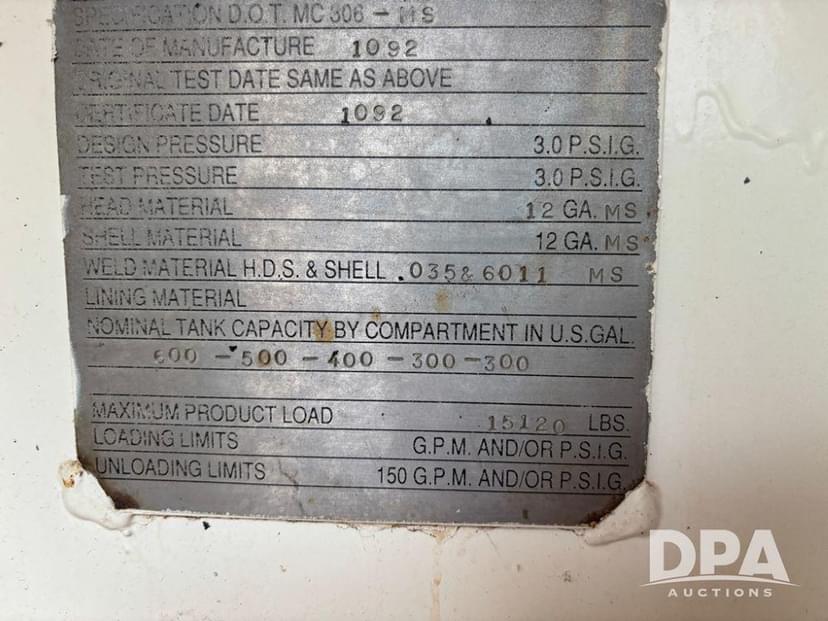 SPECIFICATION D.O.T. MC 306 - MS
DATE OF MANUFACTURE 1092
ORIGINAL TEST DATE SAME AS ABOVE
CERTIFICATE DATE 1092
DESIGN PRESSURE 3.0 P.S.I.G.
TEST PRESSURE 3.0 P.S.I.G.
HEAD MATERIAL 12 GA. MS
SHELL MATERIAL 12 GA. MS
WELD MATERIAL H.D.S. & SHELL .035&6011 MS
LINING MATERIAL
NOMINAL TANK CAPACITY BY COMPARTMENT IN U.S.GAL.
600 - 500 - 400 - 300 - 300
MAXIMUM PRODUCT LOAD 15120 LBS.
LOADING LIMITS G.P.M. AND/OR P.S.I.G.
UNLOADING LIMITS 150 G.P.M. AND/OR P.S.I.G.
DPA
AUCTIONS